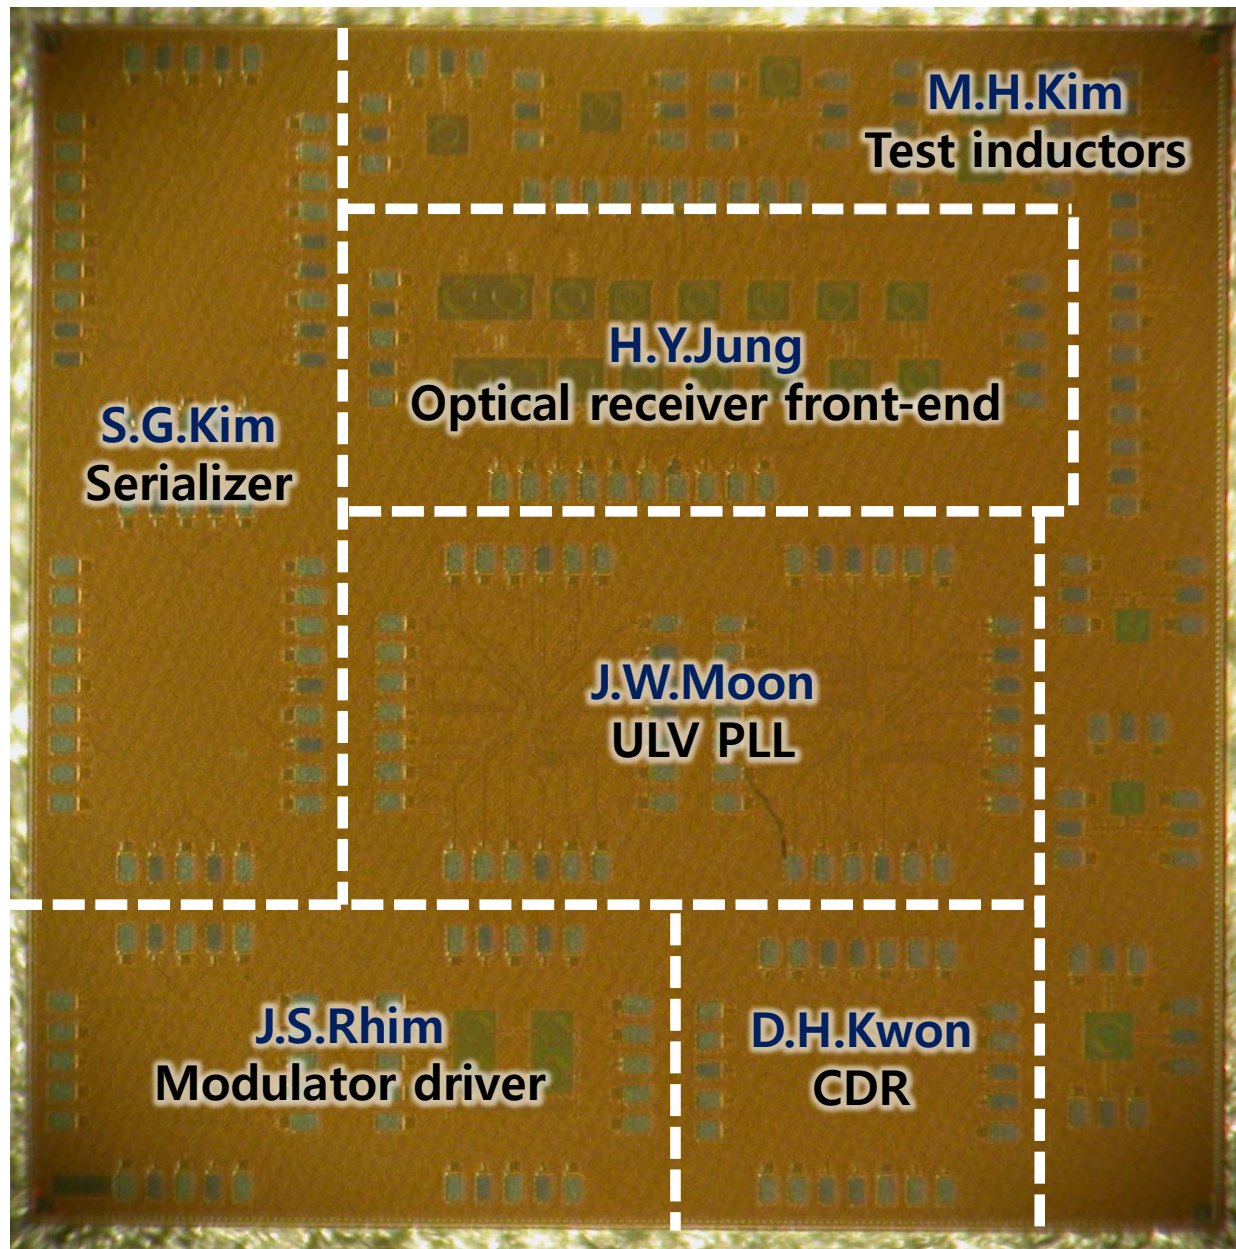 M.H.Kim
Test inductors
H.Y.Jung
Optical receiver front-end
S.G.Kim
Serializer
J.W.Moon
ULV PLL
J.S.Rhim
Modulator driver
D.H.Kwon
CDR